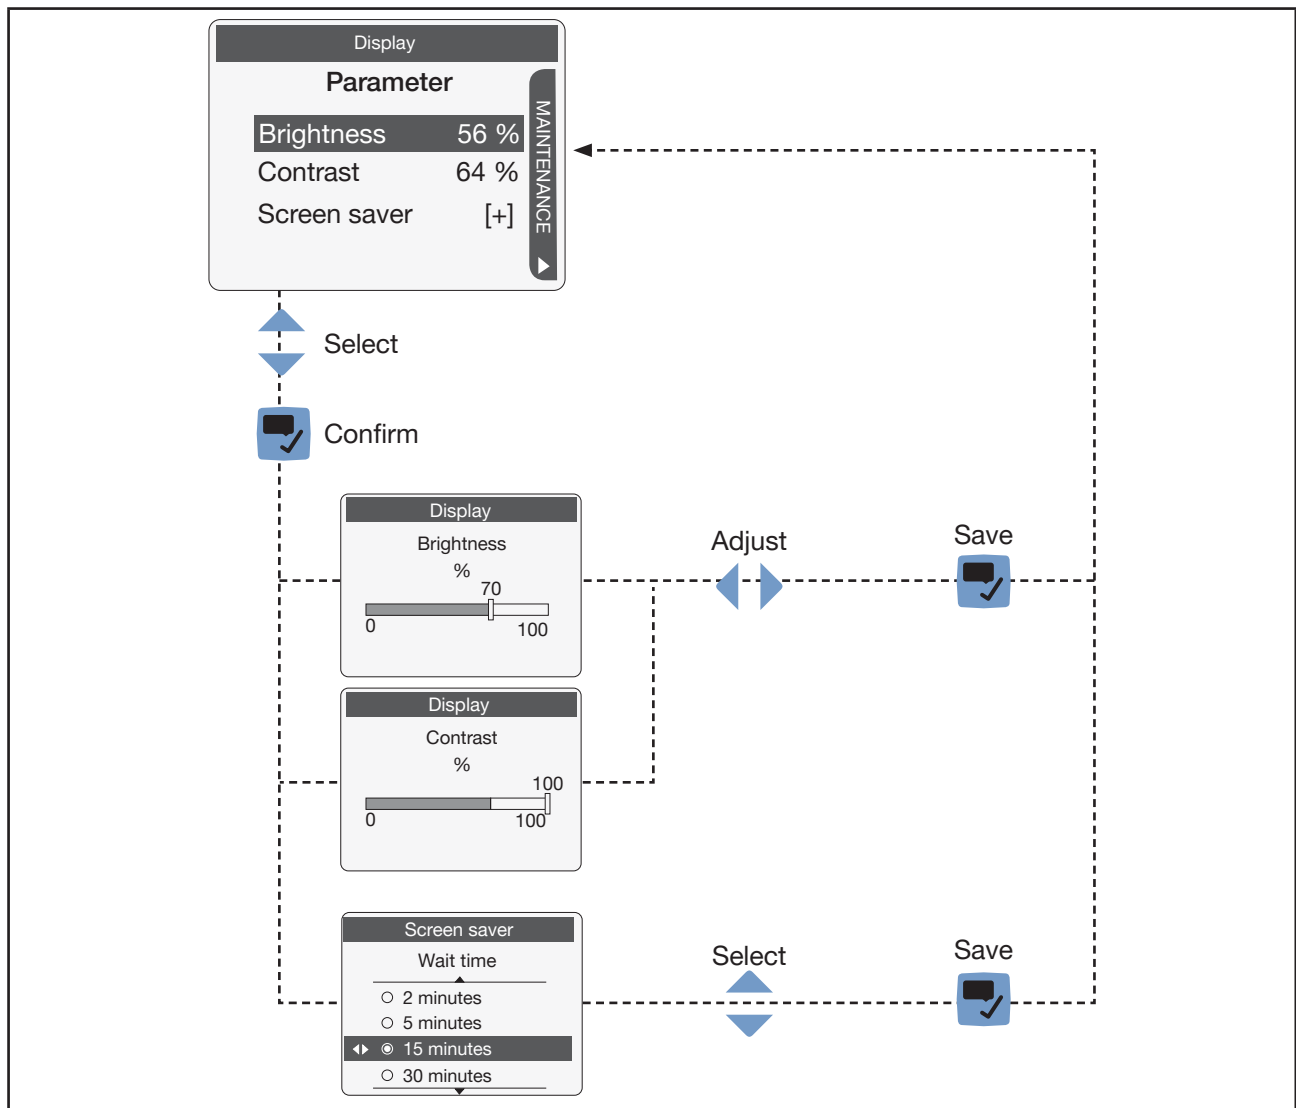 Display
Parameter
Brightness 56 %
Contrast 64 %
Screen saver [+]
MAINTENANCE
Select
Confirm
Display
Brightness
%
70
0 100
Adjust
Save
Display
Contrast
%
100
0 100
Screen saver
Wait time
2 minutes
5 minutes
15 minutes
30 minutes
Select
Save